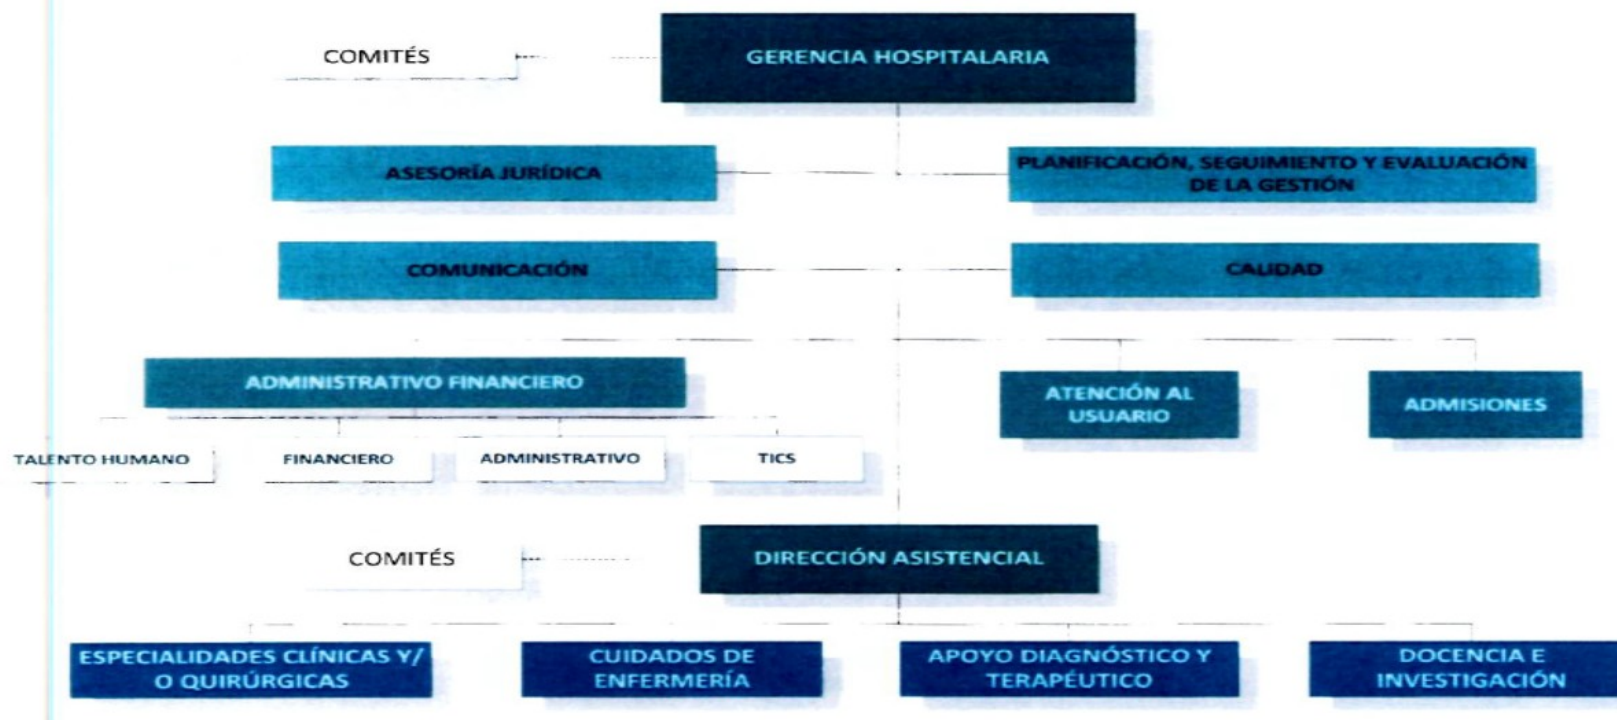 COMITÉS
GERENCIA HOSPITALARIA
ASESORÍA JURÍDICA
PLANIFICACIÓN, SEGUIMIENTO Y EVALUACIÓN
DE LA GESTIÓN
COMUNICACIÓN
CALIDAD
ADMINISTRATIVO FINANCIERO
ATENCIÓN AL
USUARIO
ADMISIONES
TALENTO HUMANO
FINANCIERO
ADMINISTRATIVO
TICS
COMITÉS
DIRECCIÓN ASISTENCIAL
ESPECIALIDADES CLÍNICAS Y/
O QUIRÚRGICAS
CUIDADOS DE
ENFERMERÍA
APOYO DIAGNÓSTICO Y
TERAPÉUTICO
DOCENCIA E
INVESTIGACIÓN